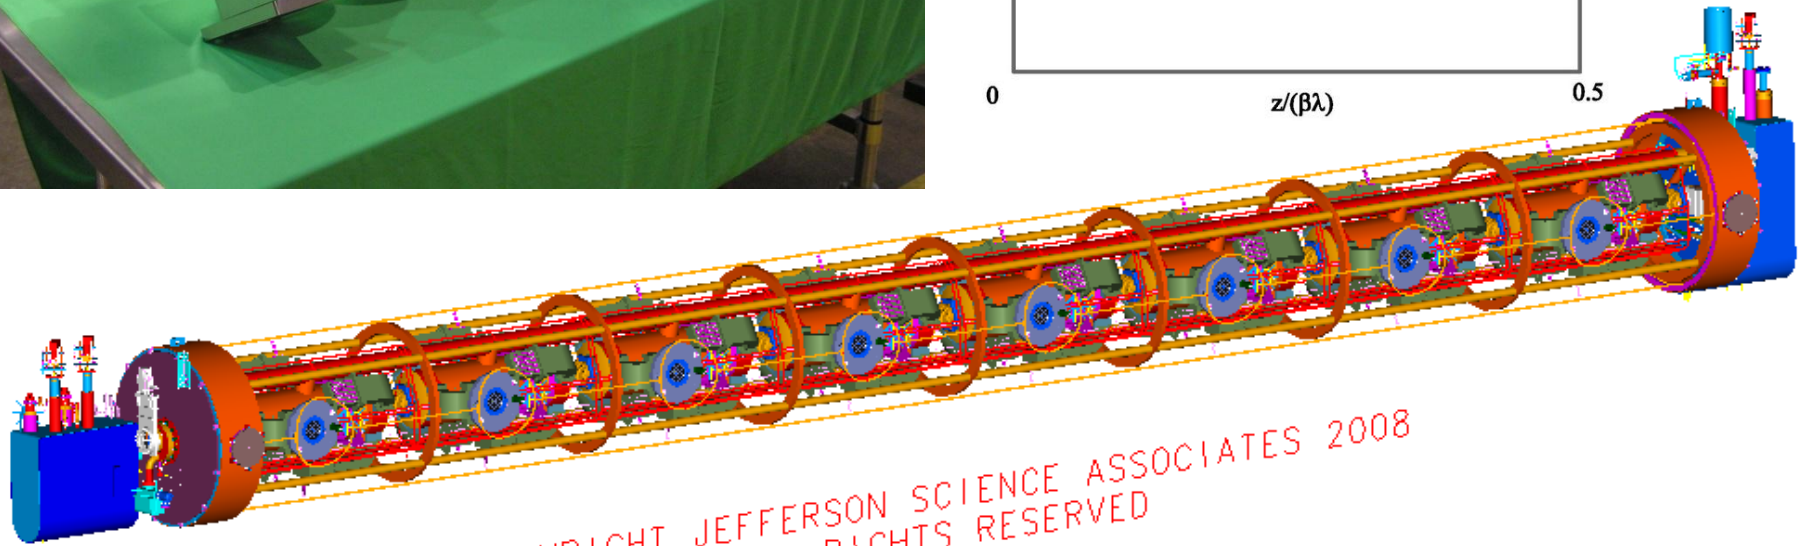 0
z/(βλ)
0.5
JEFFERSON SCIENCE ASSOCIATES 2008
RESERVED